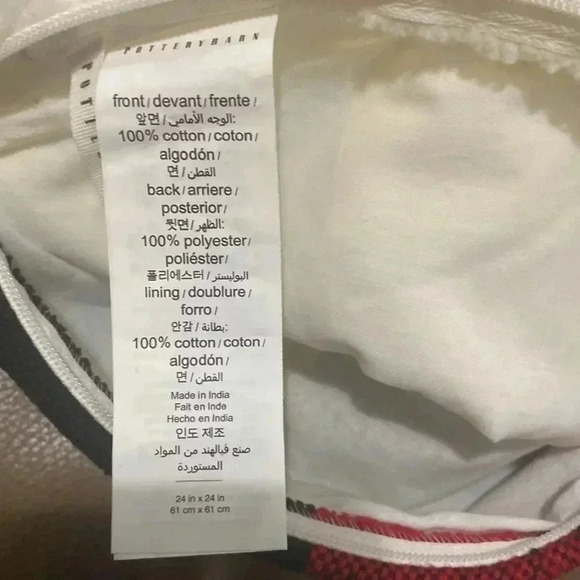 POTTERYBARN
front / devant / frente /
앞면 / الوجه الأمامي:
100% cotton / coton /
algodón /
면 / القطن
back / arriere /
posterior /
뒷면 / الظهر:
100% polyester /
poliéster /
폴리에스터 / البوليستر
lining / doublure /
forro /
안감 / بطانة:
100% cotton / coton /
algodón /
면 / القطن
Made in India
Fait en Inde
Hecho en India
인도 제조
صنع ڤيالهند من المواد
المستوردة
24 in x 24 in
61 cm x 61 cm
POTTE